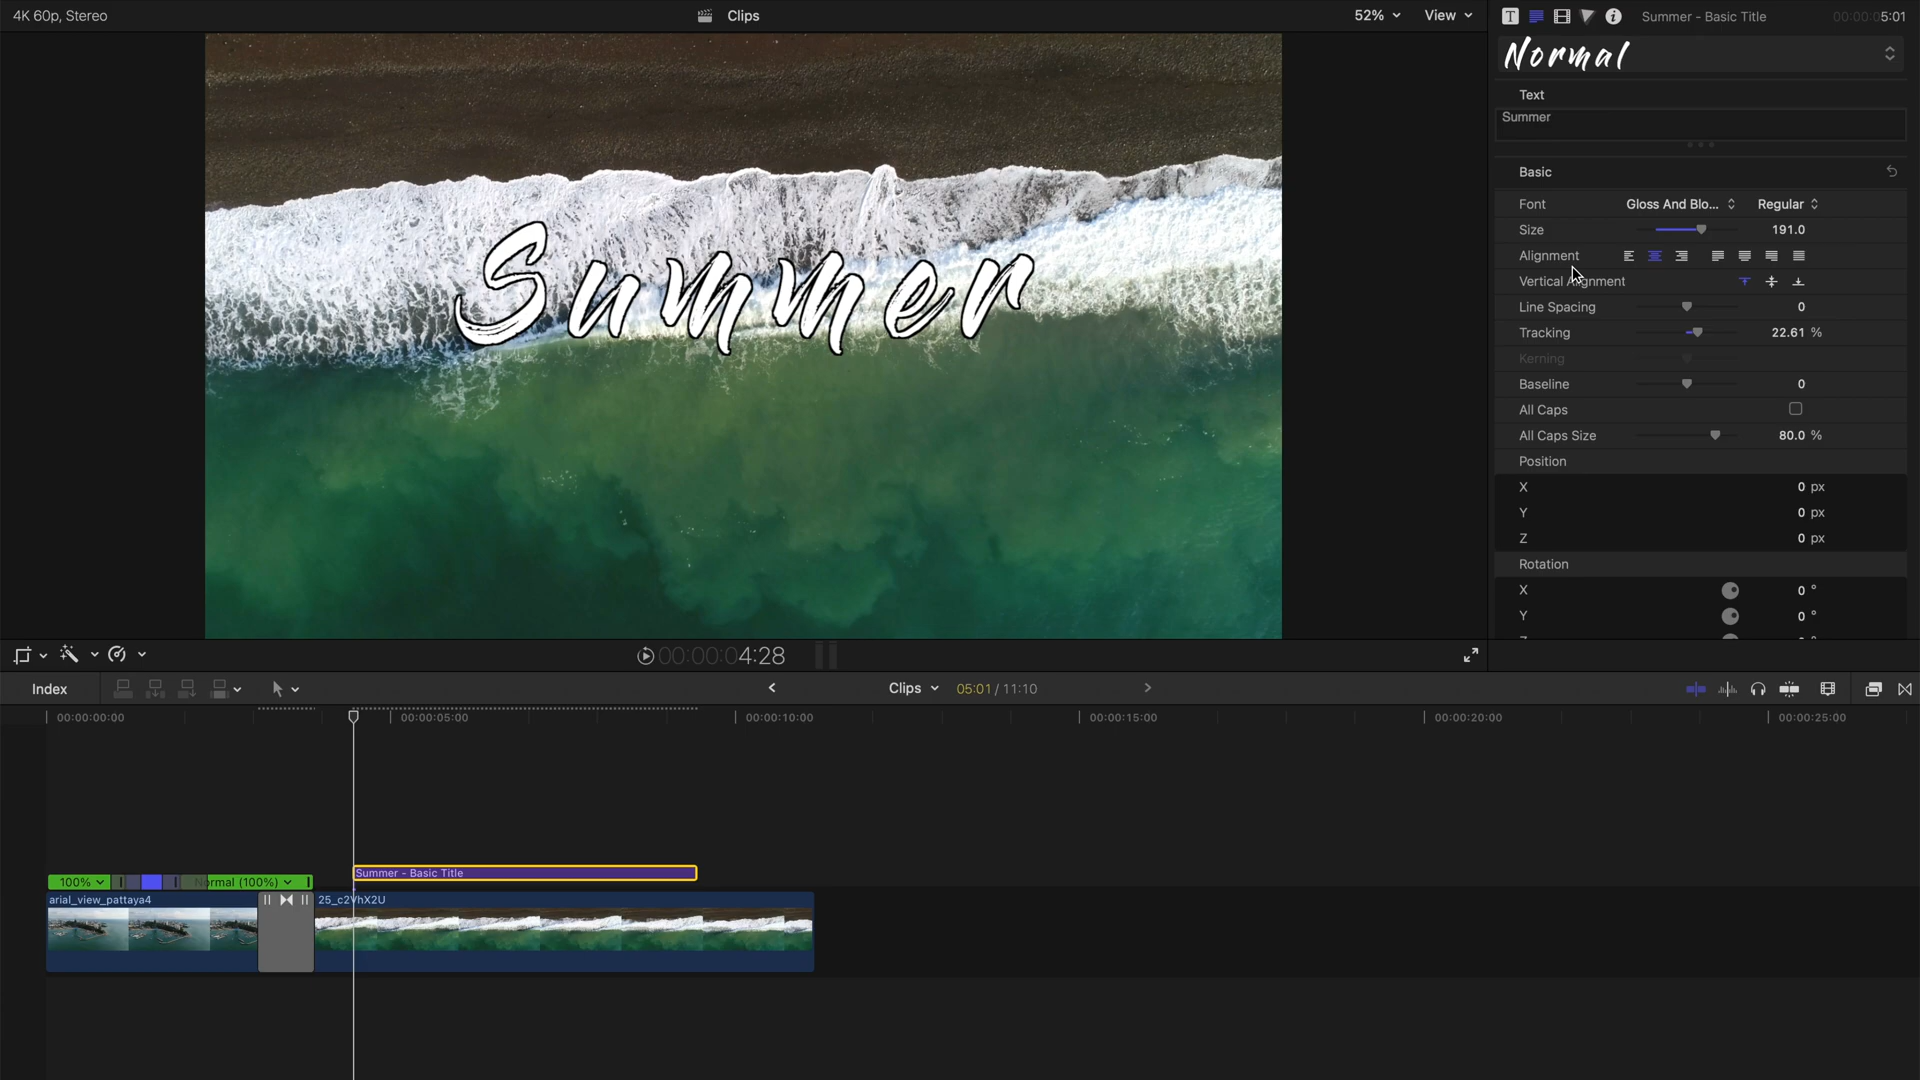 4K 60p, Stereo
Clips
52%
View
Summer - Basic Title
00:00:05:01
Normal
Text
Summer
Summer
Basic
Font Gloss And Blo... Regular
Size 191.0
Alignment
Vertical Alignment
Line Spacing 0
Tracking 22.61 %
Kerning
Baseline 0
All Caps
All Caps Size 80.0 %
Position
X 0 px
Y 0 px
Z 0 px
Rotation
X 0 °
Y 0 °
00:00:04:28
Index
Clips
05:01 / 11:10
00:00:00:00
00:00:05:00
00:00:10:00
00:00:15:00
00:00:20:00
00:00:25:00
Summer - Basic Title
100%
Normal (100%)
arial_view_pattaya4
25_c2VhX2U